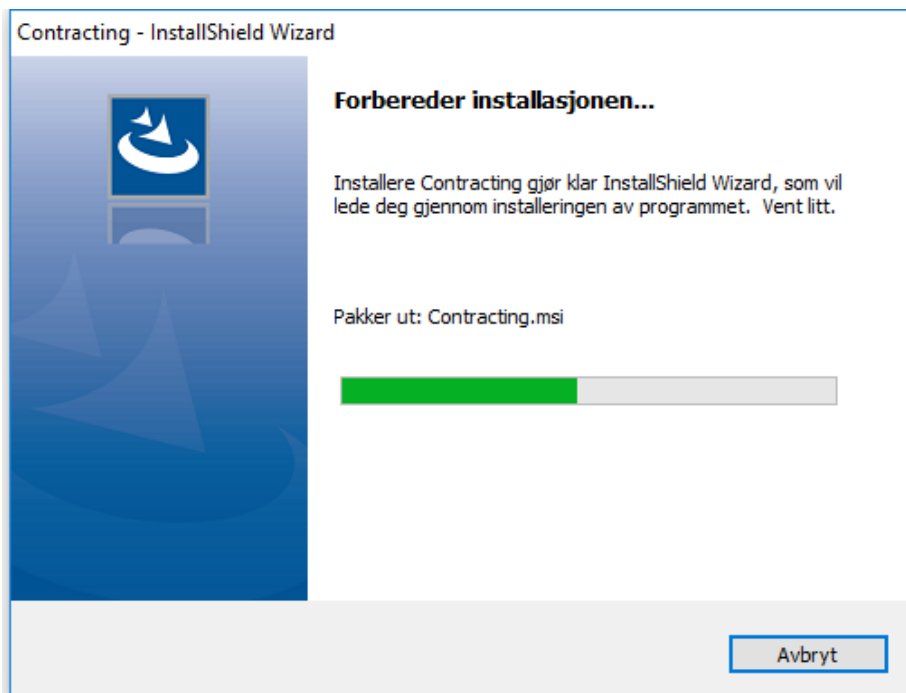 Contracting - InstallShield Wizard
Forbereder installasjonen...
Installere Contracting gjør klar InstallShield Wizard, som vil
lede deg gjennom installeringen av programmet.  Vent litt.
Pakker ut: Contracting.msi
Avbryt